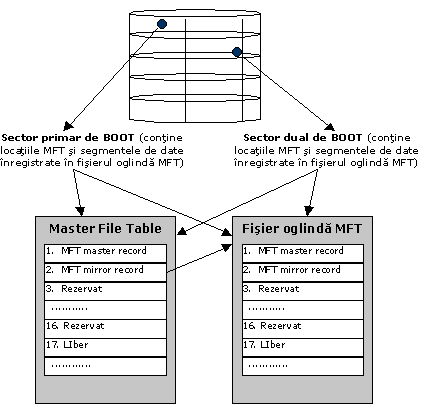 Sector primar de BOOT (conține
locațiile MFT și segmentele de date
înregistrate în fișierul oglindă MFT)
Sector dual de BOOT (conține
locațiile MFT și segmentele de date
înregistrate în fișierul oglindă MFT)
Master File Table
1. MFT master record
2. MFT mirror record
3. Rezervat
............
16. Rezervat
17. LIber
............
Fișier oglindă MFT
1. MFT master record
2. MFT mirror record
3. Rezervat
............
16. Rezervat
17. LIber
............